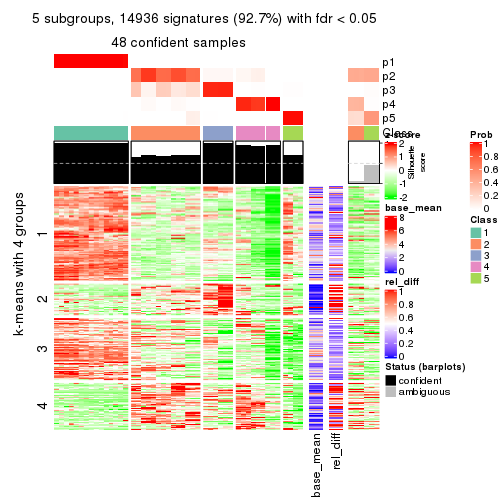 5 subgroups, 14936 signatures (92.7%) with fdr < 0.05
48 confident samples
p1
p2
p3
p4
p5
Class
Silhouette score
k-means with 4 groups
1
2
3
4
base_mean
rel_diff
z-score
2
1
0
-1
-2
base_mean
8
6
4
2
0
rel_diff
1
0.8
0.6
0.4
0.2
0
Status (barplots)
confident
ambiguous
Prob
1
0.8
0.6
0.4
0.2
0
Class
1
2
3
4
5